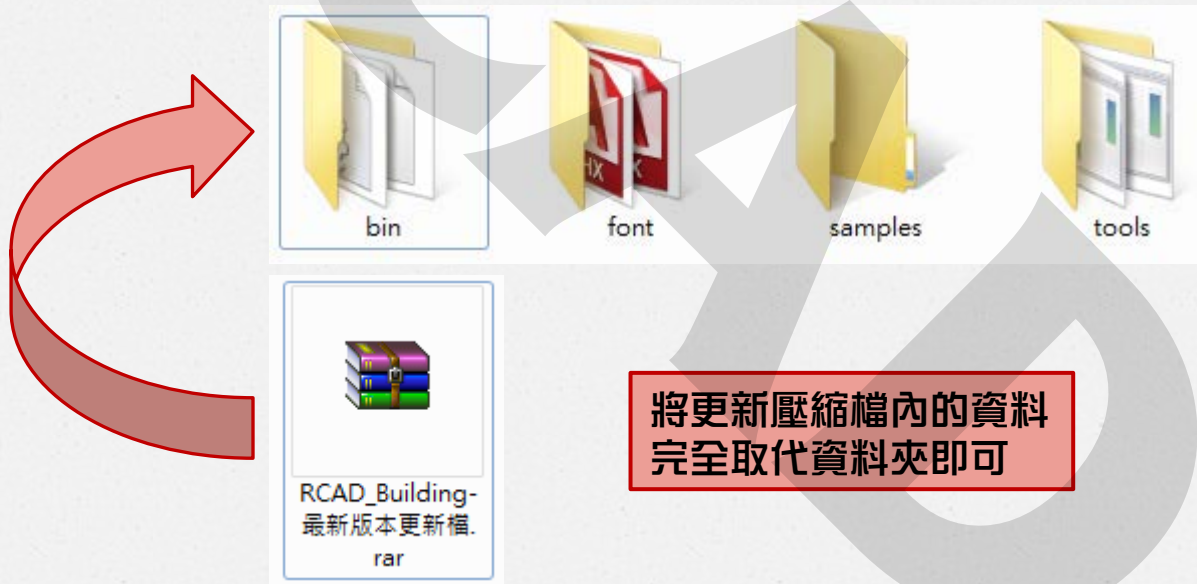 bin
font
samples
tools
RCAD_Building-
最新版本更新檔.
rar
將更新壓縮檔內的資料
完全取代資料夾即可